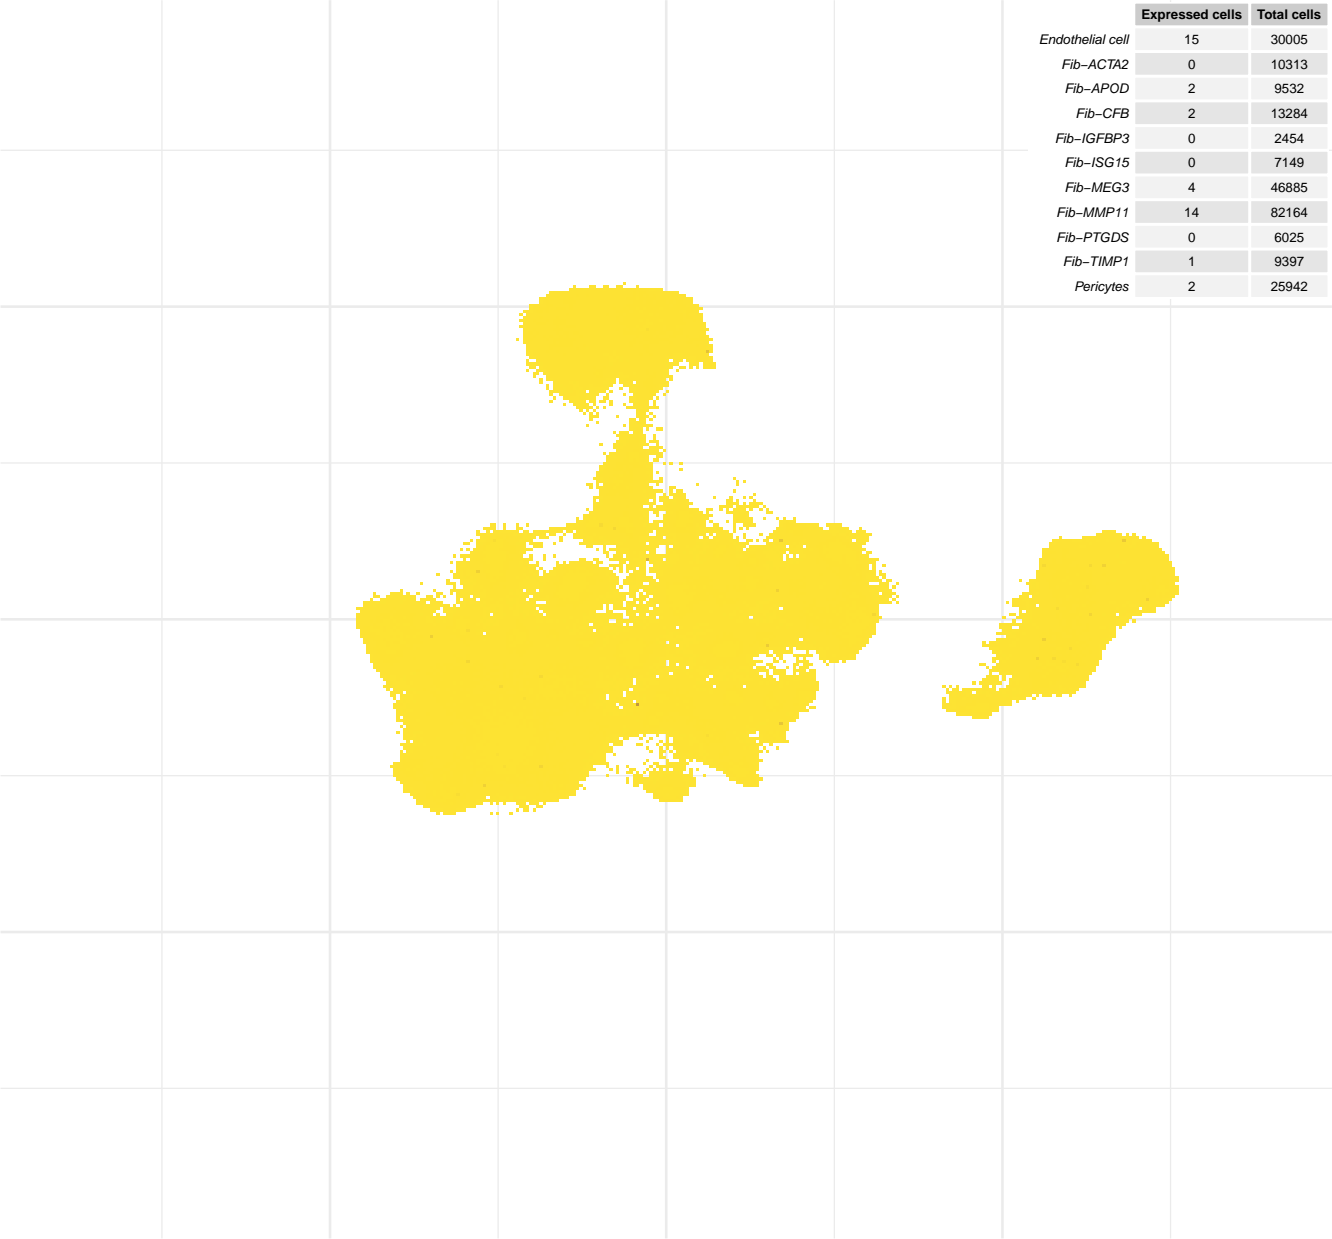 Expressed cells Total cells
Endothelial cell 15 30005
Fib−ACTA2 0 10313
Fib−APOD 2 9532
Fib−CFB 2 13284
Fib−IGFBP3 0 2454
Fib−ISG15 0 7149
Fib−MEG3 4 46885
Fib−MMP11 14 82164
Fib−PTGDS 0 6025
Fib−TIMP1 1 9397
Pericytes 2 25942